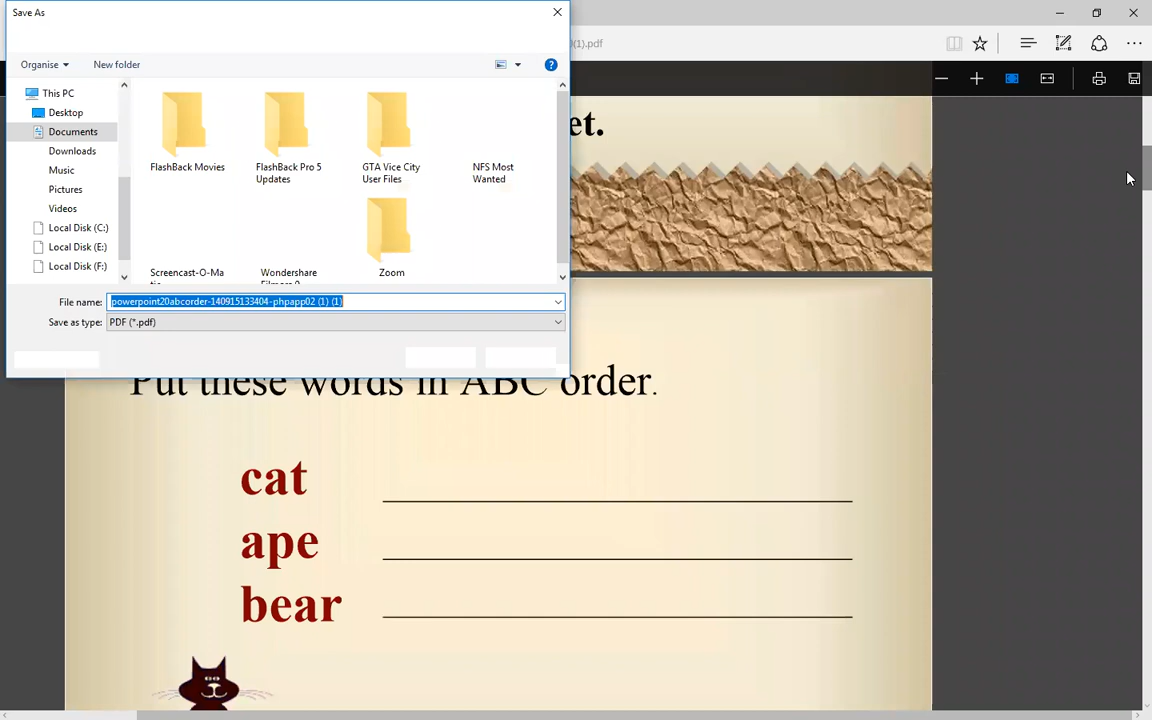 Save As
)(1).pdf
Organise
New folder
This PC
Desktop
Documents
Downloads
Music
Pictures
Videos
Local Disk (C:)
Local Disk (E:)
Local Disk (F:)
FlashBack Movies
FlashBack Pro 5
Updates
GTA Vice City
User Files
NFS Most
Wanted
Screencast-O-Ma
Wondershare
Zoom
File name: powerpoint20abcorder-140915133404-phpapp02 (1) (1)
Save as type: PDF (*.pdf)
et.
Put these words in ABC order.
cat
ape
bear